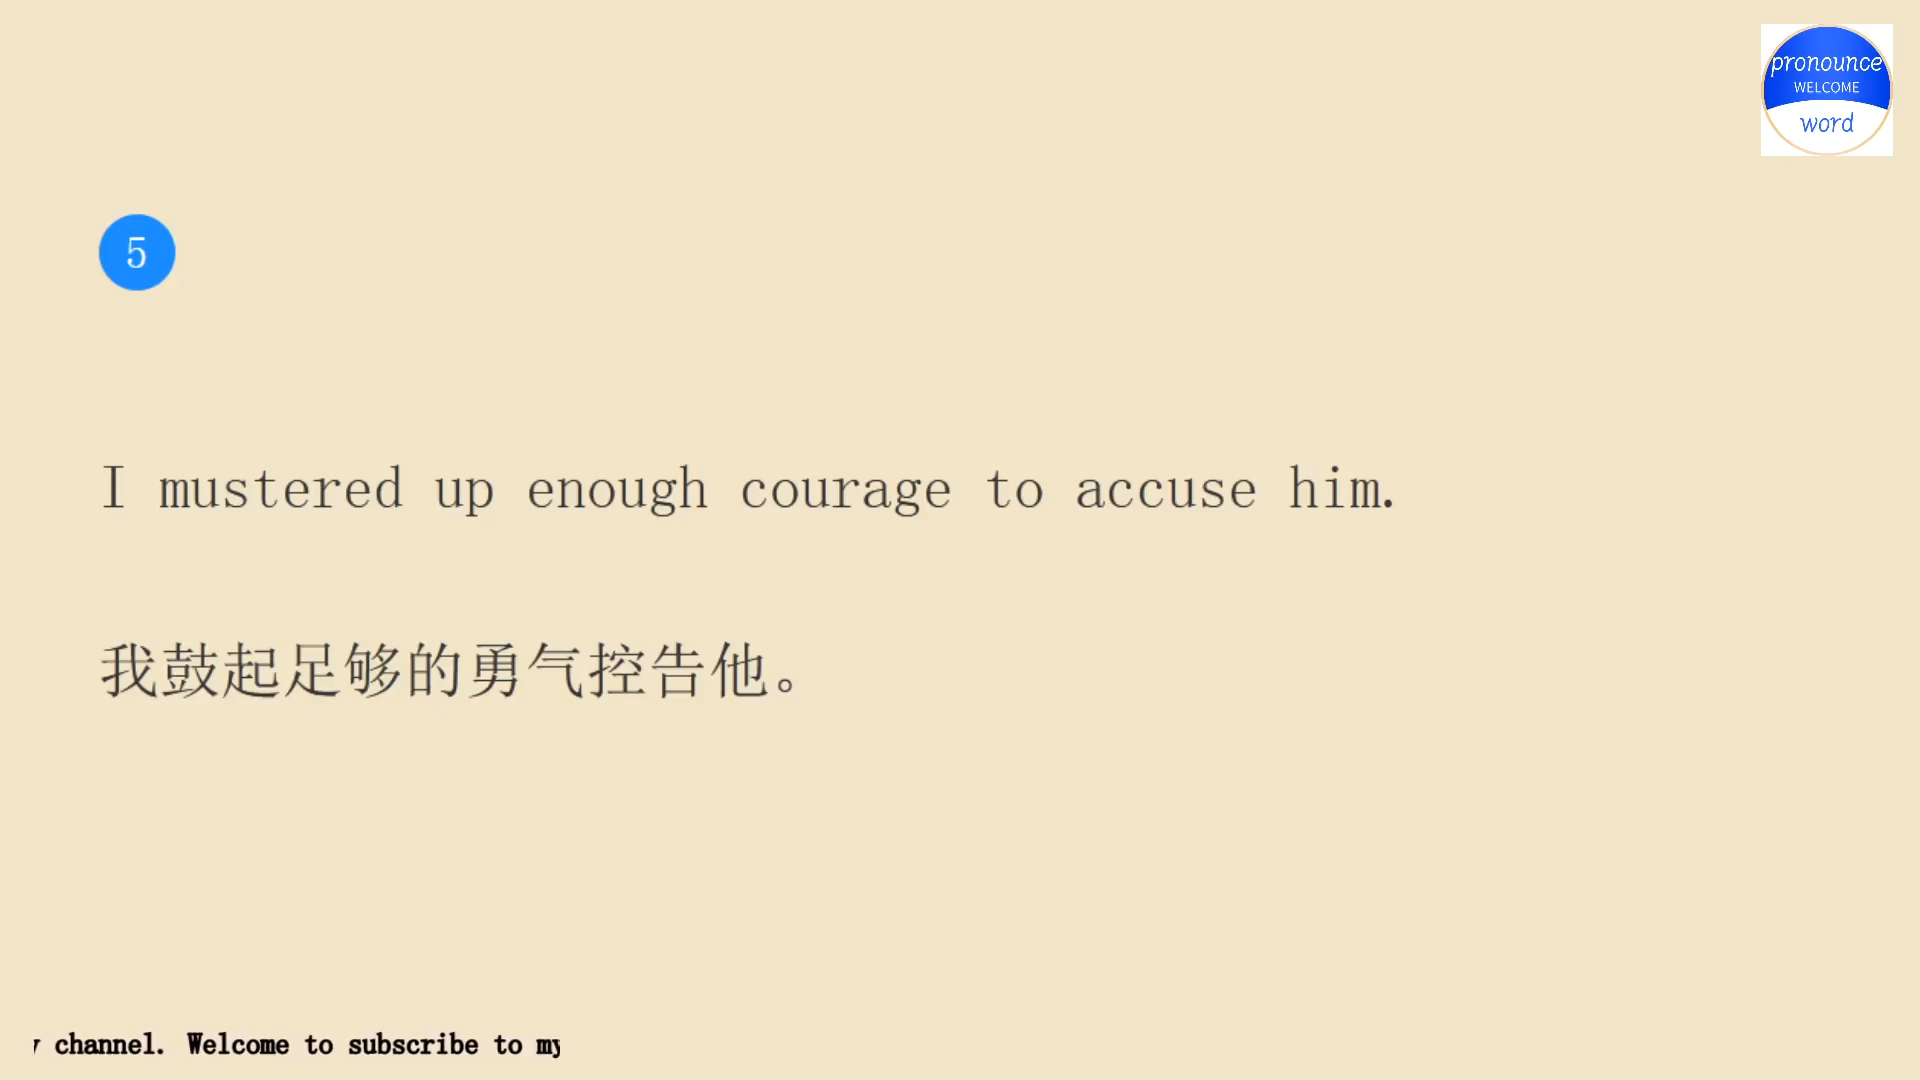 pronounce
WELCOME
word
5
I mustered up enough courage to accuse him.
我鼓起足够的勇气控告他。
channel. Welcome to subscribe to my